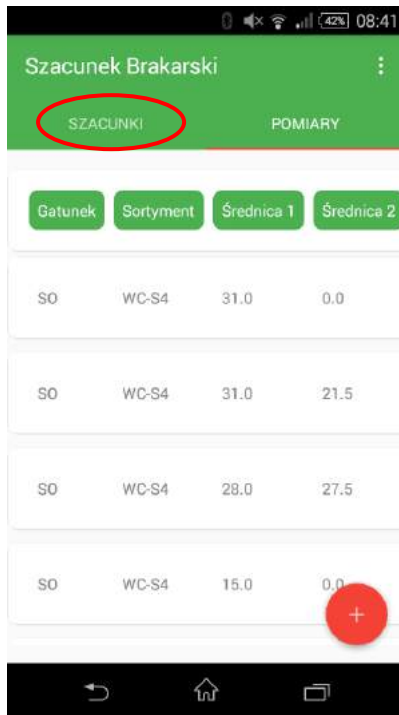 42% 08:41
Szacunek Brakarski
SZACUNKI POMIARY
Gatunek Sortyment Średnica 1 Średnica 2
SO WC-S4 31.0 0.0
SO WC-S4 31.0 21.5
SO WC-S4 28.0 27.5
SO WC-S4 15.0 0.0
+